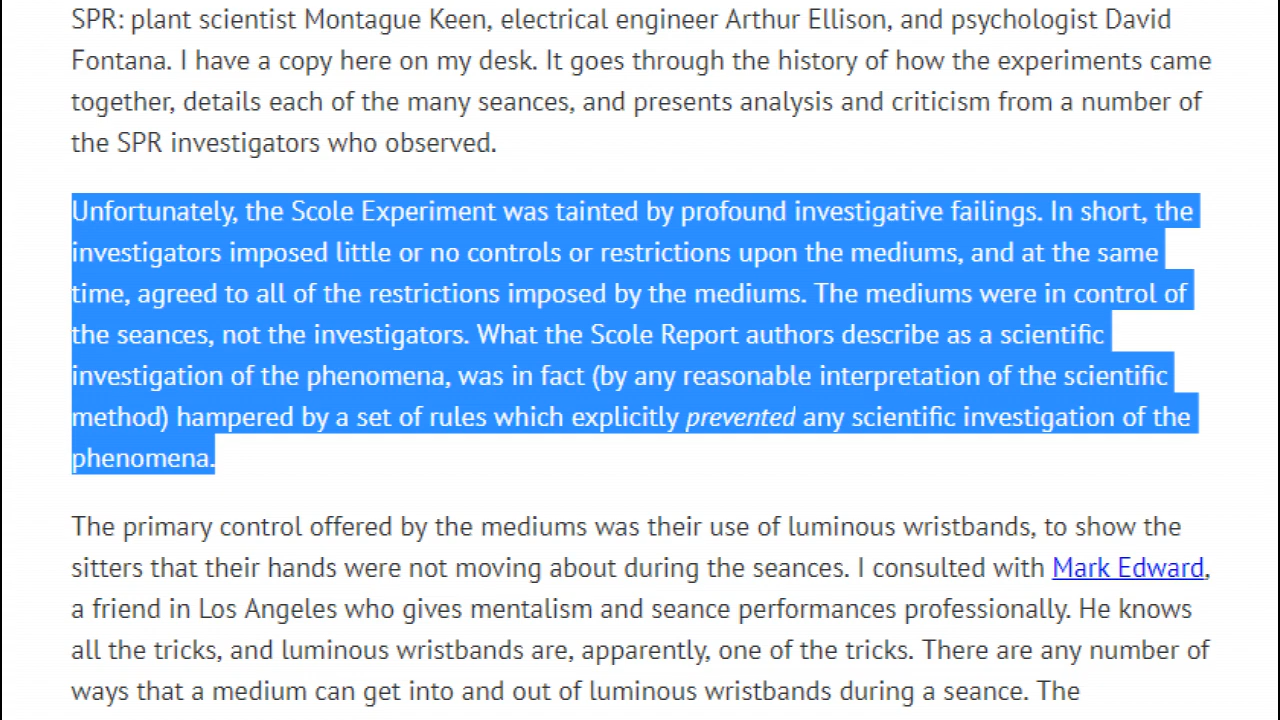 SPR: plant scientist Montague Keen, electrical engineer Arthur Ellison, and psychologist David
Fontana. I have a copy here on my desk. It goes through the history of how the experiments came
together, details each of the many seances, and presents analysis and criticism from a number of
the SPR investigators who observed.
Unfortunately, the Scole Experiment was tainted by profound investigative failings. In short, the
investigators imposed little or no controls or restrictions upon the mediums, and at the same
time, agreed to all of the restrictions imposed by the mediums. The mediums were in control of
the seances, not the investigators. What the Scole Report authors describe as a scientific
investigation of the phenomena, was in fact (by any reasonable interpretation of the scientific
method) hampered by a set of rules which explicitly prevented any scientific investigation of the
phenomena.
The primary control offered by the mediums was their use of luminous wristbands, to show the
sitters that their hands were not moving about during the seances. I consulted with Mark Edward,
a friend in Los Angeles who gives mentalism and seance performances professionally. He knows
all the tricks, and luminous wristbands are, apparently, one of the tricks. There are any number of
ways that a medium can get into and out of luminous wristbands during a seance. The